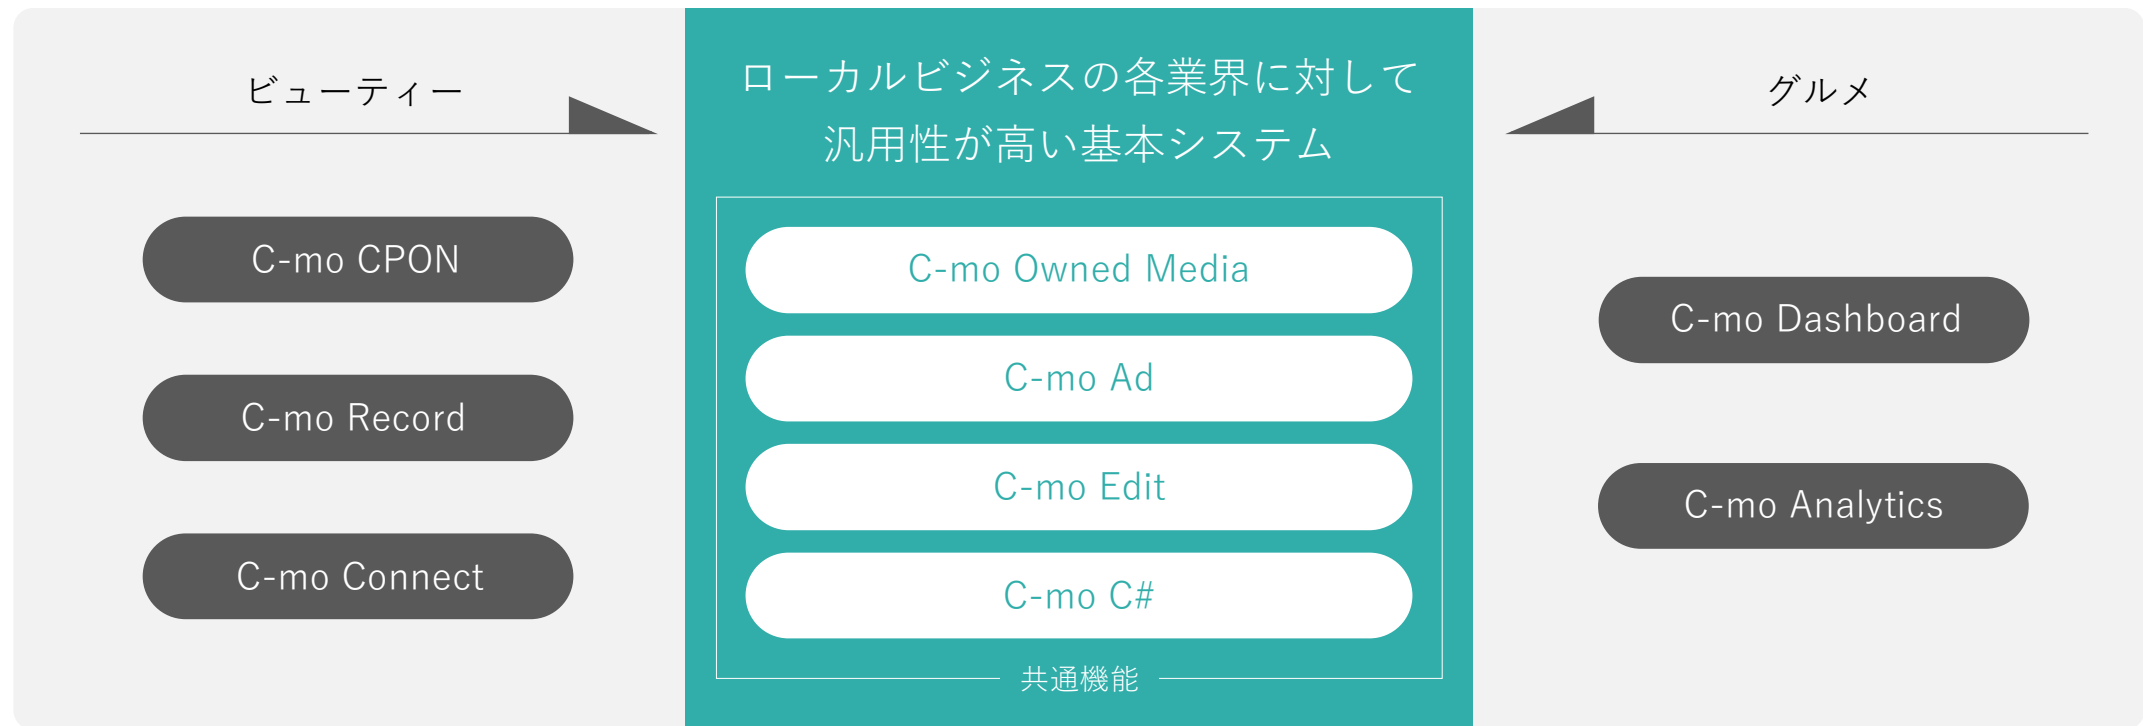 ビューティー
C-mo CPON
C-mo Record
C-mo Connect
ローカルビジネスの各業界に対して
汎用性が高い基本システム
C-mo Owned Media
C-mo Ad
C-mo Edit
C-mo C#
共通機能
グルメ
C-mo Dashboard
C-mo Analytics